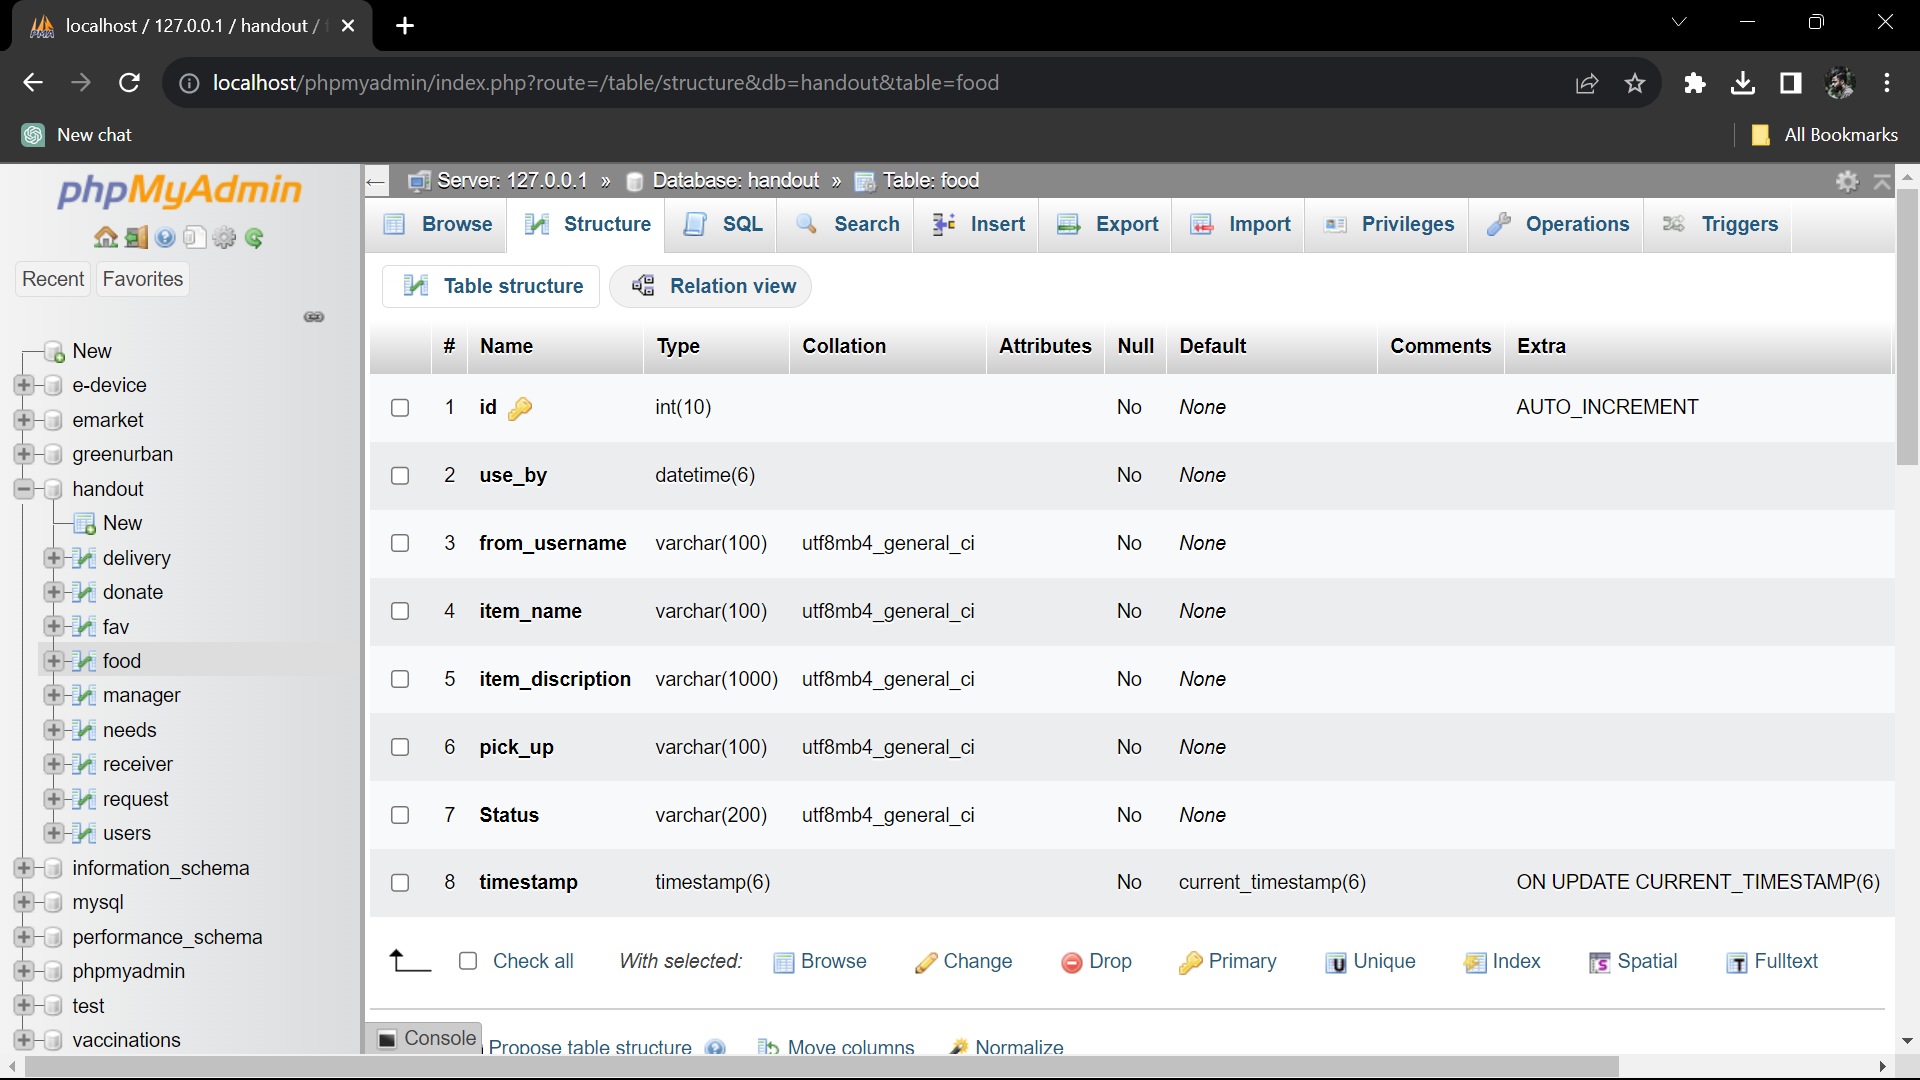 localhost / 127.0.0.1 / handout /
localhost/phpmyadmin/index.php?route=/table/structure&db=handout&table=food
New chat
All Bookmarks
phpMyAdmin
Recent Favorites
New
e-device
emarket
greenurban
handout
New
delivery
donate
fav
food
manager
needs
receiver
request
users
information_schema
mysql
performance_schema
phpmyadmin
test
vaccinations
Server: 127.0.0.1 » Database: handout » Table: food
Browse Structure SQL Search Insert Export Import Privileges Operations Triggers
Table structure Relation view
# Name Type Collation Attributes Null Default Comments Extra
1 id int(10) No None AUTO_INCREMENT
2 use_by datetime(6) No None
3 from_username varchar(100) utf8mb4_general_ci No None
4 item_name varchar(100) utf8mb4_general_ci No None
5 item_discription varchar(1000) utf8mb4_general_ci No None
6 pick_up varchar(100) utf8mb4_general_ci No None
7 Status varchar(200) utf8mb4_general_ci No None
8 timestamp timestamp(6) No current_timestamp(6) ON UPDATE CURRENT_TIMESTAMP(6)
Check all With selected: Browse Change Drop Primary Unique Index Spatial Fulltext
Console Propose table structure Move columns Normalize